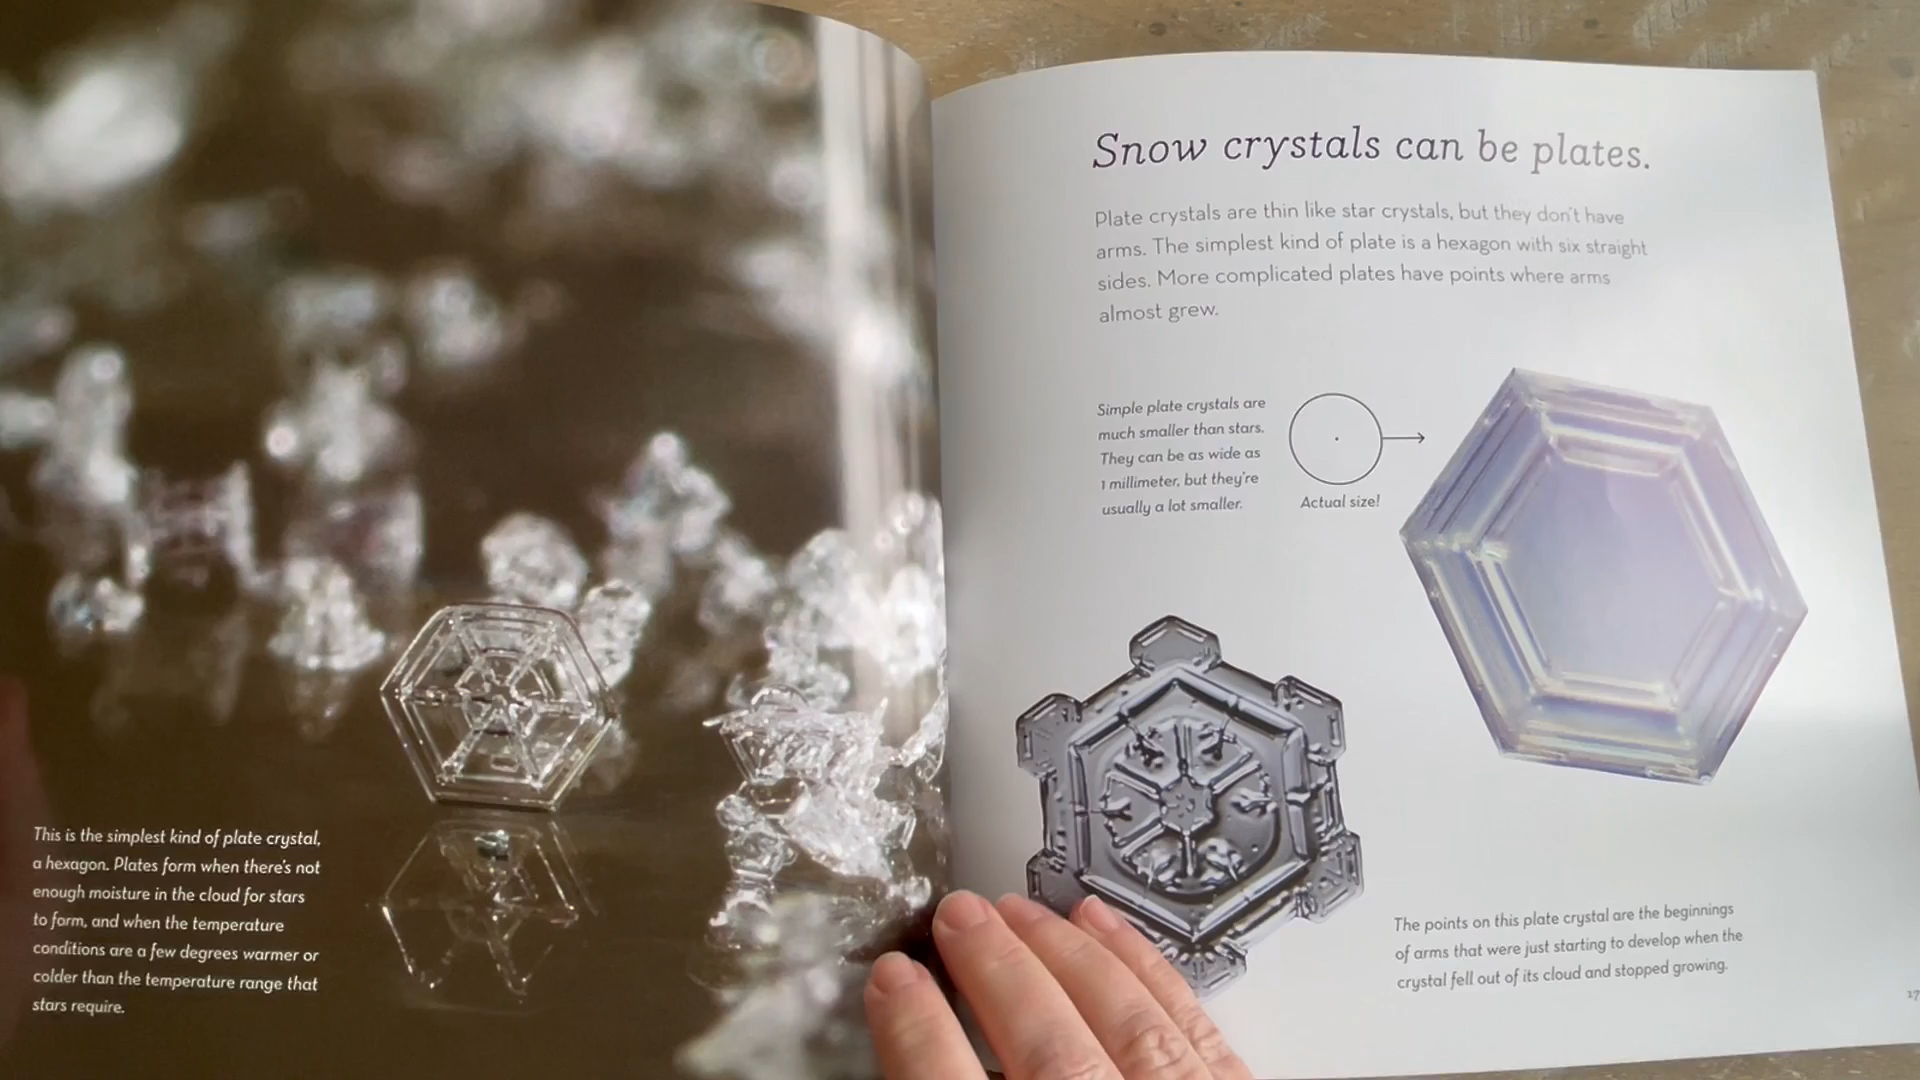 This is the simplest kind of plate crystal,
a hexagon. Plates form when there's not
enough moisture in the cloud for stars
to form, and when the temperature
conditions are a few degrees warmer or
colder than the temperature range that
stars require.
Snow crystals can be plates.
Plate crystals are thin like star crystals, but they don't have
arms. The simplest kind of plate is a hexagon with six straight
sides. More complicated plates have points where arms
almost grew.
Simple plate crystals are
much smaller than stars.
They can be as wide as
1 millimeter, but they're
usually a lot smaller.
Actual size!
The points on this plate crystal are the beginnings
of arms that were just starting to develop when the
crystal fell out of its cloud and stopped growing.
17